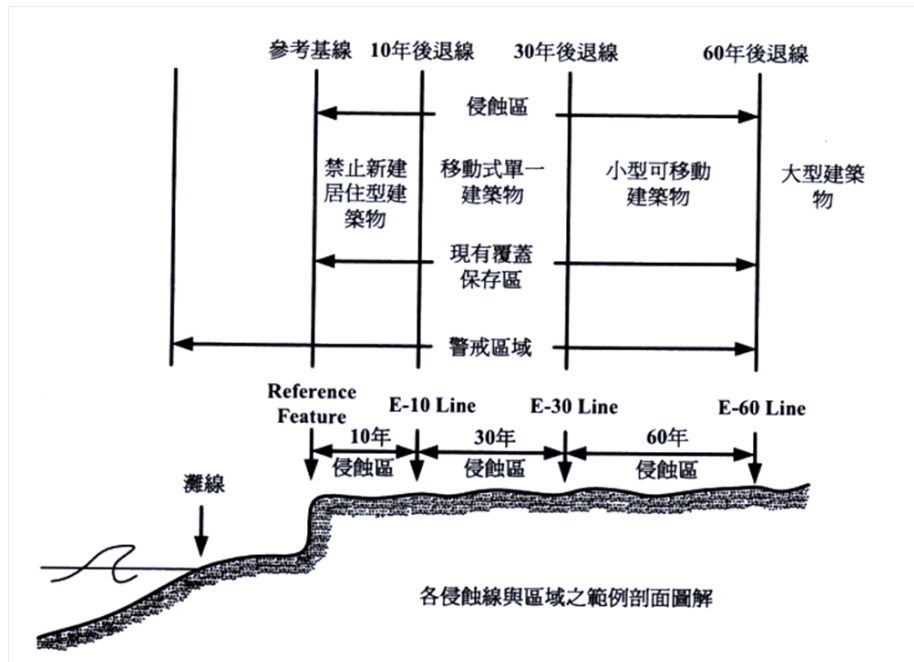 參考基線 10年後退線 30年後退線 60年後退線
侵蝕區
禁止新建
居住型建
築物
移動式單一
建築物
小型可移動
建築物
大型建築
物
現有覆蓋
保存區
警戒區域
Reference
Feature
E-10 Line E-30 Line E-60 Line
10年
侵蝕區
30年
侵蝕區
60年
侵蝕區
灘線
各侵蝕線與區域之範例剖面圖解